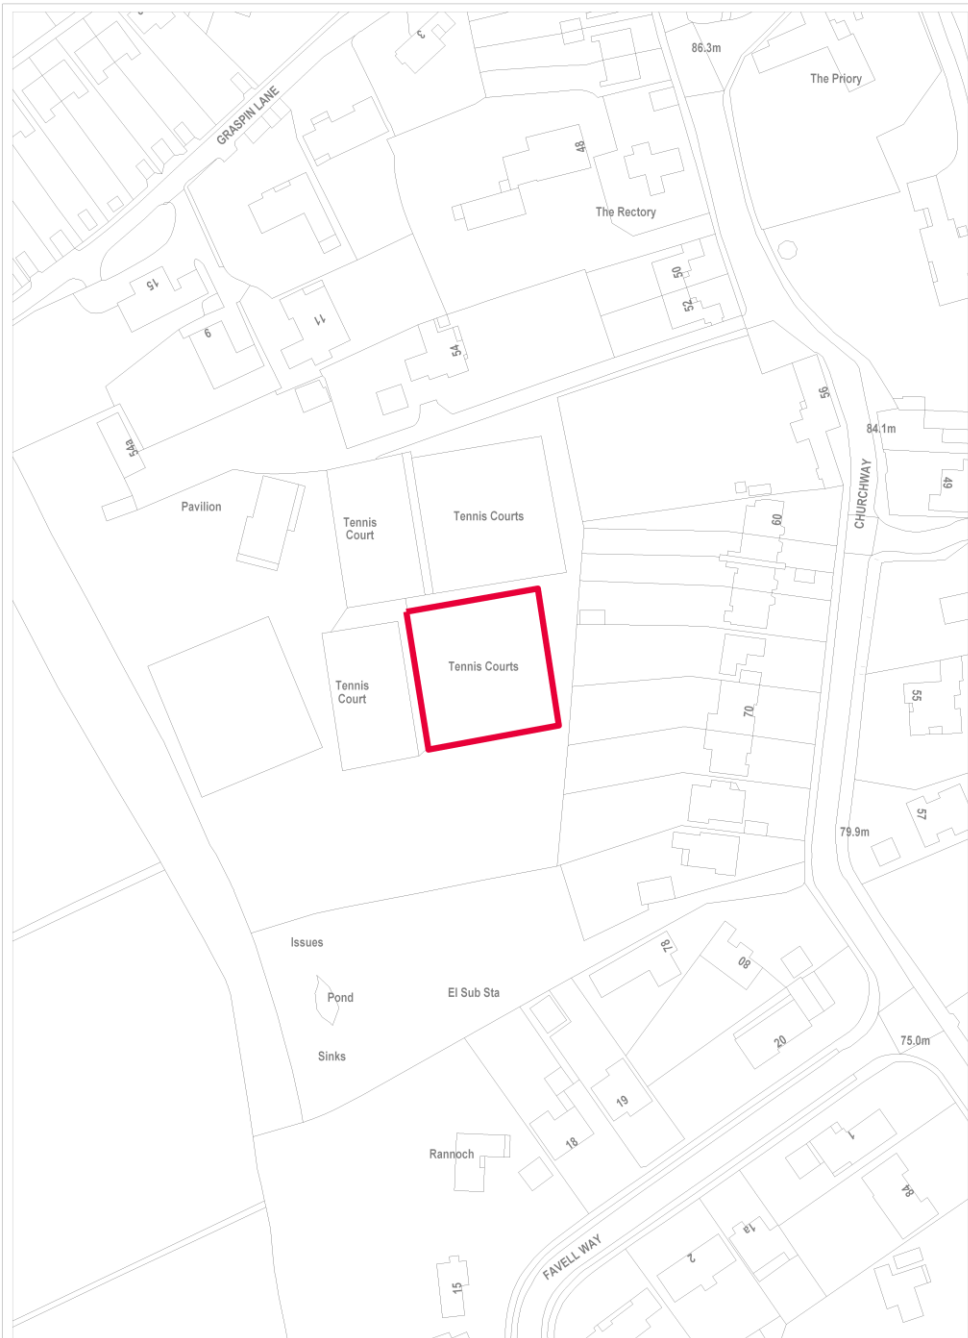 3
86.3m
The Priory
GRASPIN LANE
48
The Rectory
50
15
52
11
9
54
56
84.1m
54a
49
CHURCHWAY
Pavilion
Tennis
Court
Tennis Courts
60
Tennis Courts
Tennis
Court
55
70
57
79.9m
Issues
78
80
El Sub Sta
Pond
20
75.0m
Sinks
19
18
1
Rannoch
84
1a
FAVELL WAY
2
15